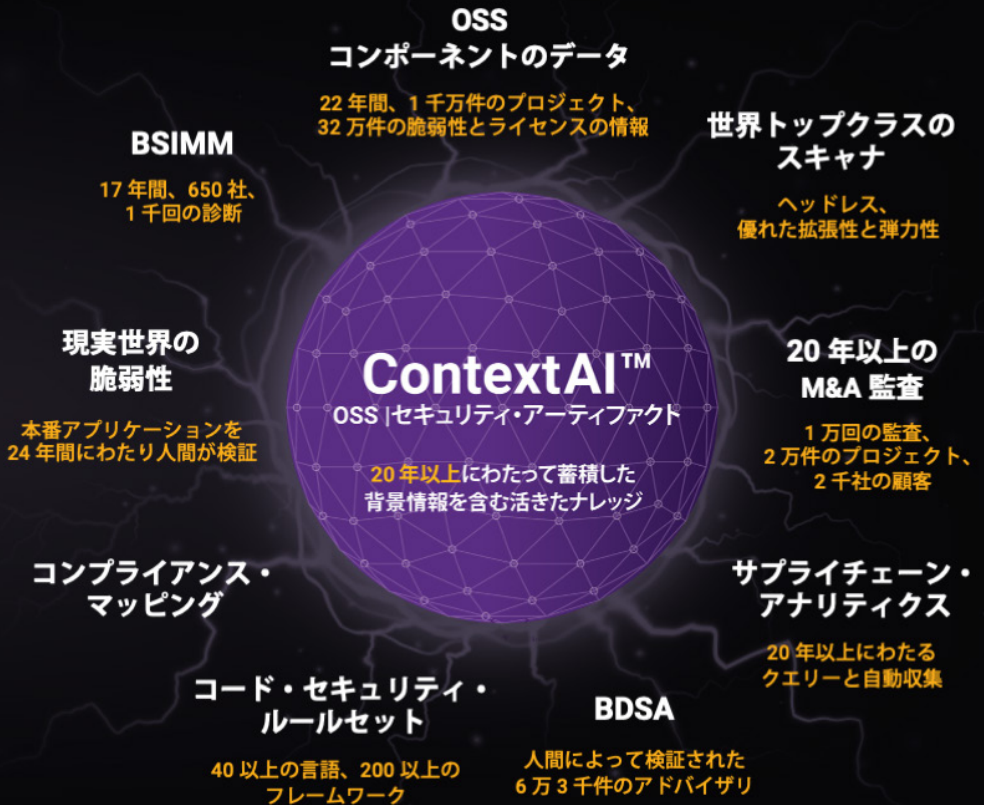 OSS
コンポーネントのデータ
22 年間、1 千万件のプロジェクト、
32 万件の脆弱性とライセンスの情報
BSIMM
17 年間、650 社、
1 千回の診断
世界トップクラスの
スキャナ
ヘッドレス、
優れた拡張性と弾力性
現実世界の
脆弱性
本番アプリケーションを
24 年間にわたり人間が検証
ContextAI™
OSS |セキュリティ・アーティファクト
20 年以上にわたって蓄積した
背景情報を含む活きたナレッジ
20 年以上の
M&A 監査
1 万回の監査、
2 万件のプロジェクト、
2 千社の顧客
コンプライアンス・
マッピング
サプライチェーン・
アナリティクス
20 年以上にわたる
クエリーと自動収集
コード・セキュリティ・
ルールセット
40 以上の言語、200 以上の
フレームワーク
BDSA
人間によって検証された
6 万 3 千件のアドバイザリ